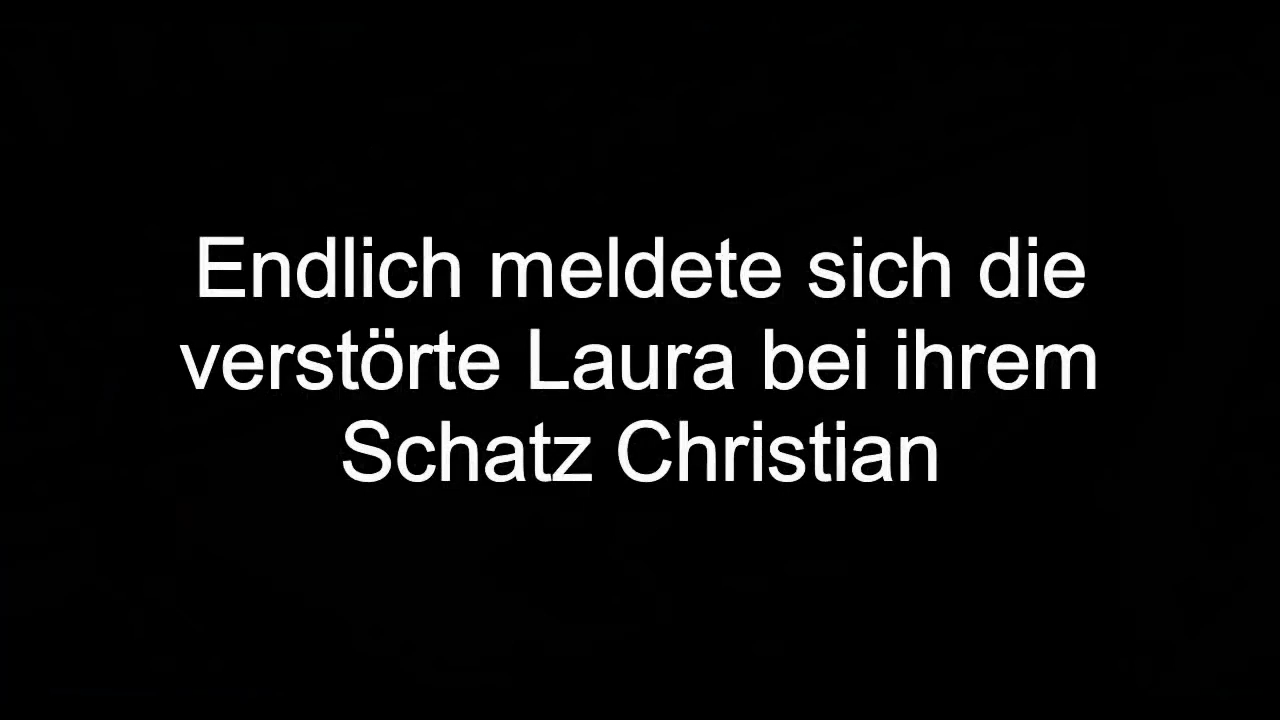 Endlich meldete sich die
verstörte Laura bei ihrem
Schatz Christian